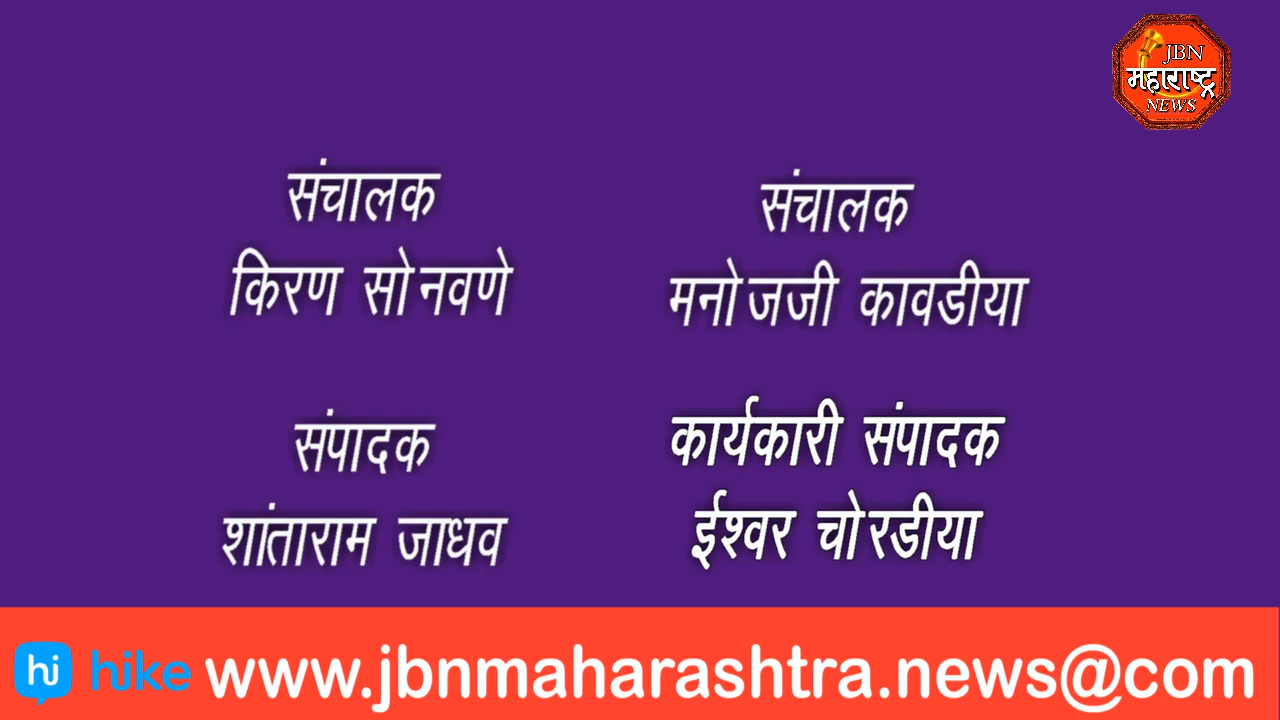 JBN
महाराष्ट्र
NEWS
संचालक
किरण सोनवणे
संचालक
मनोजजी कावडीया
संपादक
शांताराम जाधव
कार्यकारी संपादक
ईश्वर चोरडीया
hi hike www.jbnmaharashtra.news@com